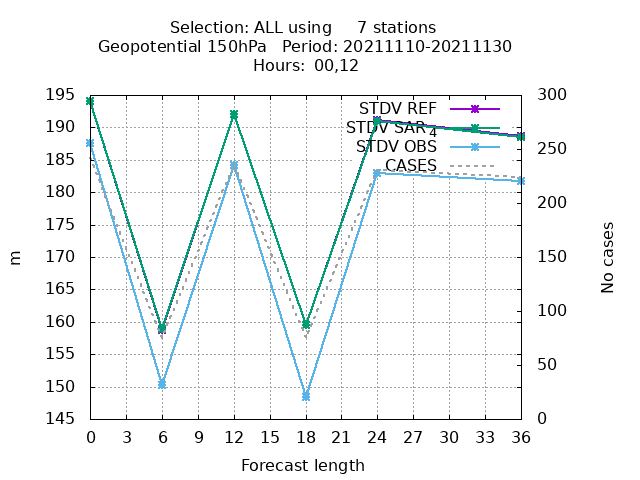 Selection: ALL using     7 stations
Geopotential 150hPa   Period: 20211110-20211130
Hours:  00,12
195
190
185
180
175
170
165
160
155
150
145
300
250
200
150
100
50
0
m
No cases
STDV REF
STDV SAR4
STDV OBS
CASES
0 3 6 9 12 15 18 21 24 27 30 33 36
Forecast length